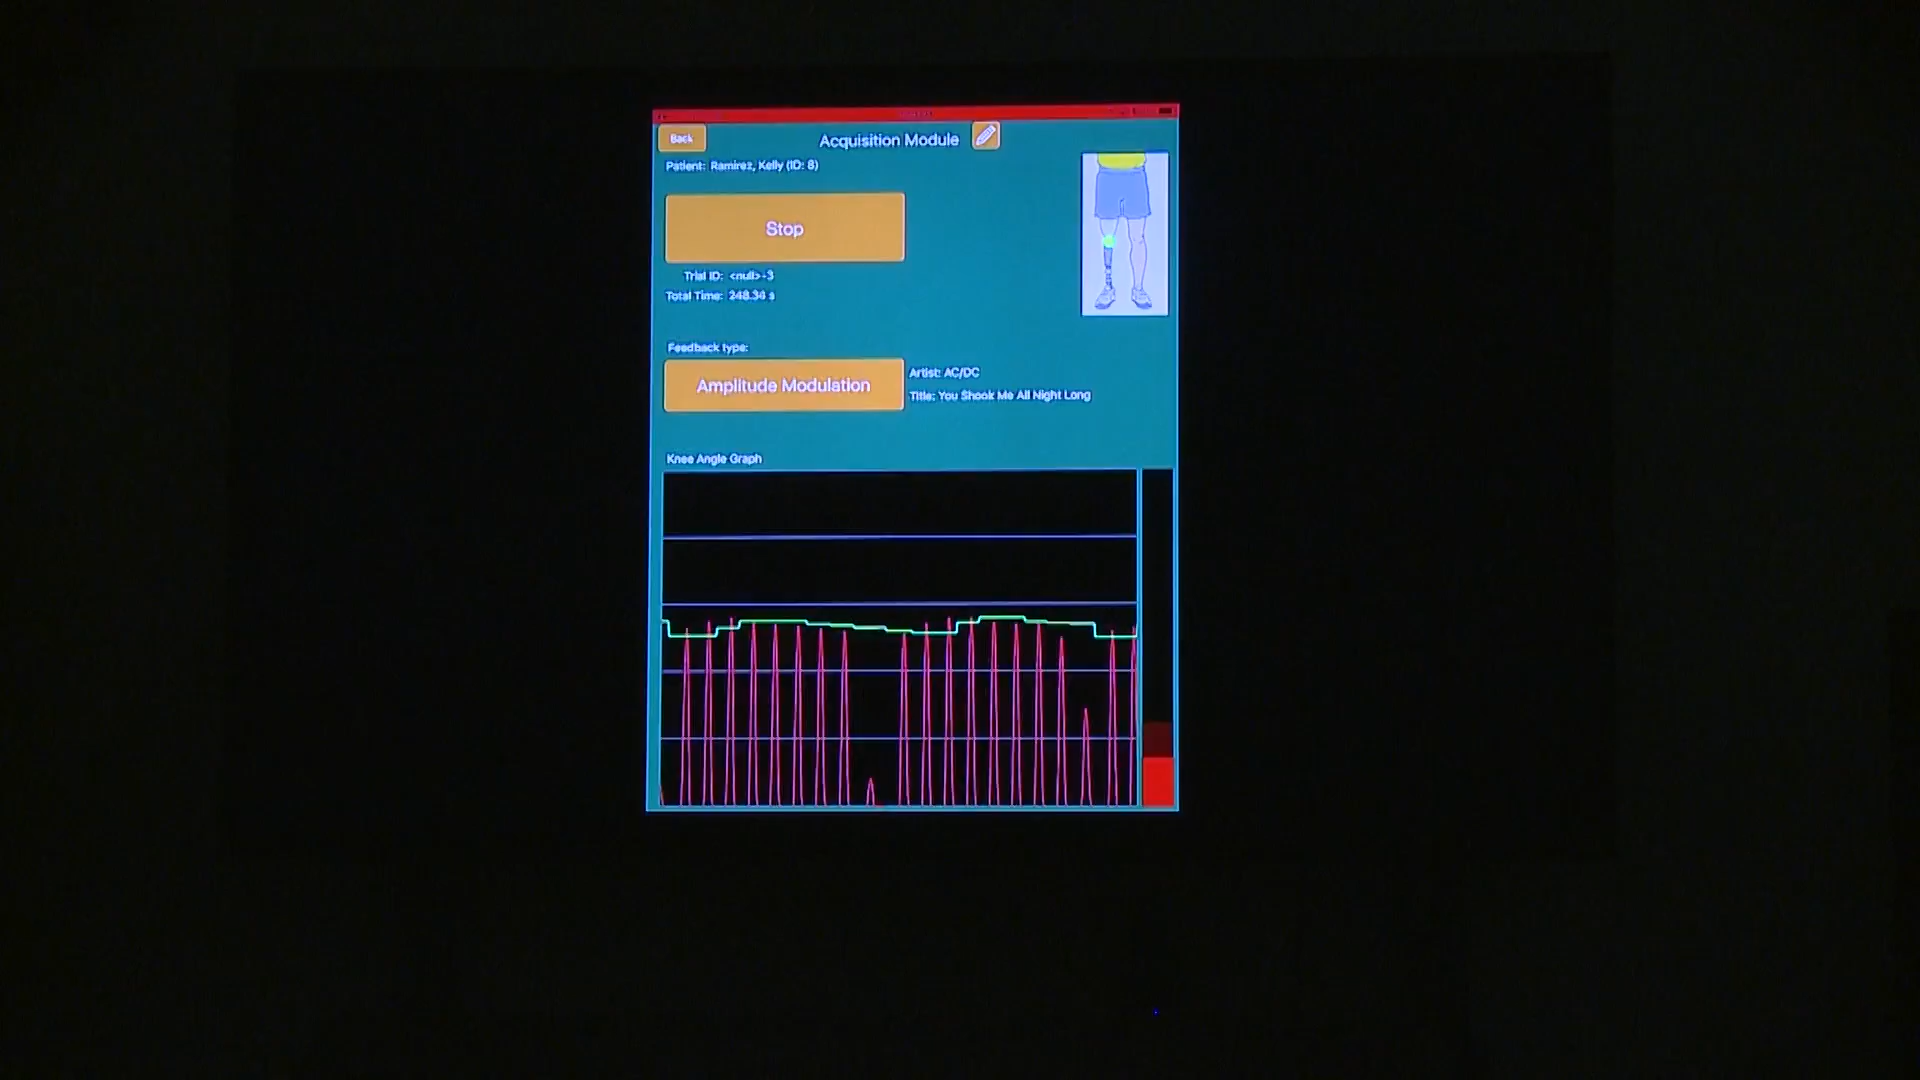 Back
Acquisition Module
Patient: Ramirez, Kelly (ID: 8)
Stop
Trial ID: <null>-3
Total Time: 248.34 s
Feedback type:
Amplitude Modulation
Artist: AC/DC
Title: You Shook Me All Night Long
Knee Angle Graph